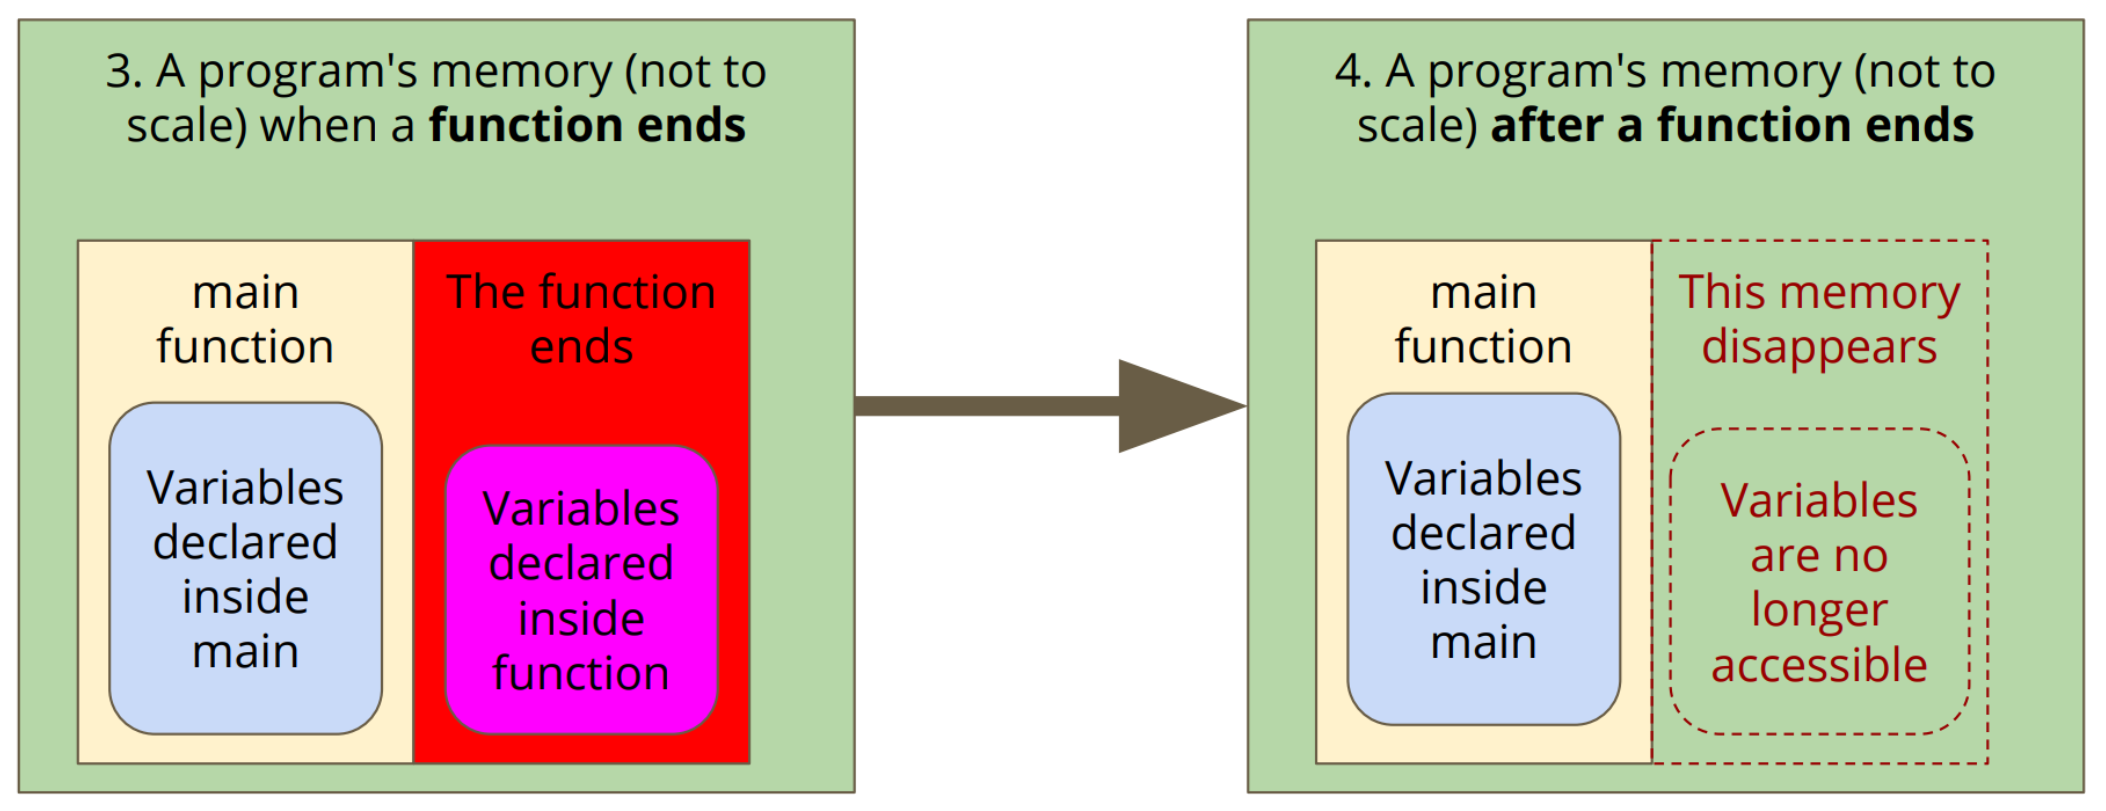 3. A program's memory (not to
scale) when a function ends
main
function
Variables
declared
inside
main
The function
ends
Variables
declared
inside
function
4. A program's memory (not to
scale) after a function ends
main
function
Variables
declared
inside
main
This memory
disappears
Variables
are no
longer
accessible